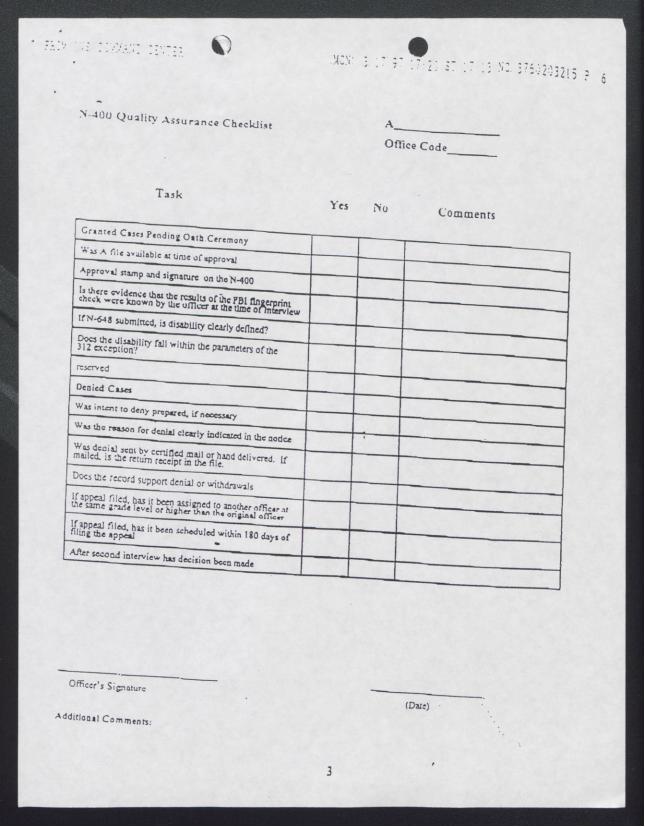 FROM INS COMMAND CENTER
(MON) 3 17 97 17:21 ST 17:13 NO. 3760203215 P 6
N-400 Quality Assurance Checklist
A
Office Code
Task Yes No Comments
Granted Cases Pending Oath Ceremony
Was A file available at time of approval
Approval stamp and signature on the N-400
Is there evidence that the results of the FBI fingerprint
check were known by the officer at the time of interview
If N-648 submitted, is disability clearly defined?
Does the disability fall within the parameters of the
312 exception?
reserved
Denied Cases
Was intent to deny prepared, if necessary
Was the reason for denial clearly indicated in the notice
Was denial sent by certified mail or hand delivered. If
mailed, is the return receipt in the file.
Does the record support denial or withdrawals
If appeal filed, has it been assigned to another officer at
the same grade level or higher than the original officer
If appeal filed, has it been scheduled within 180 days of
filing the appeal
After second interview has decision been made
Officer's Signature
(Date)
Additional Comments:
3